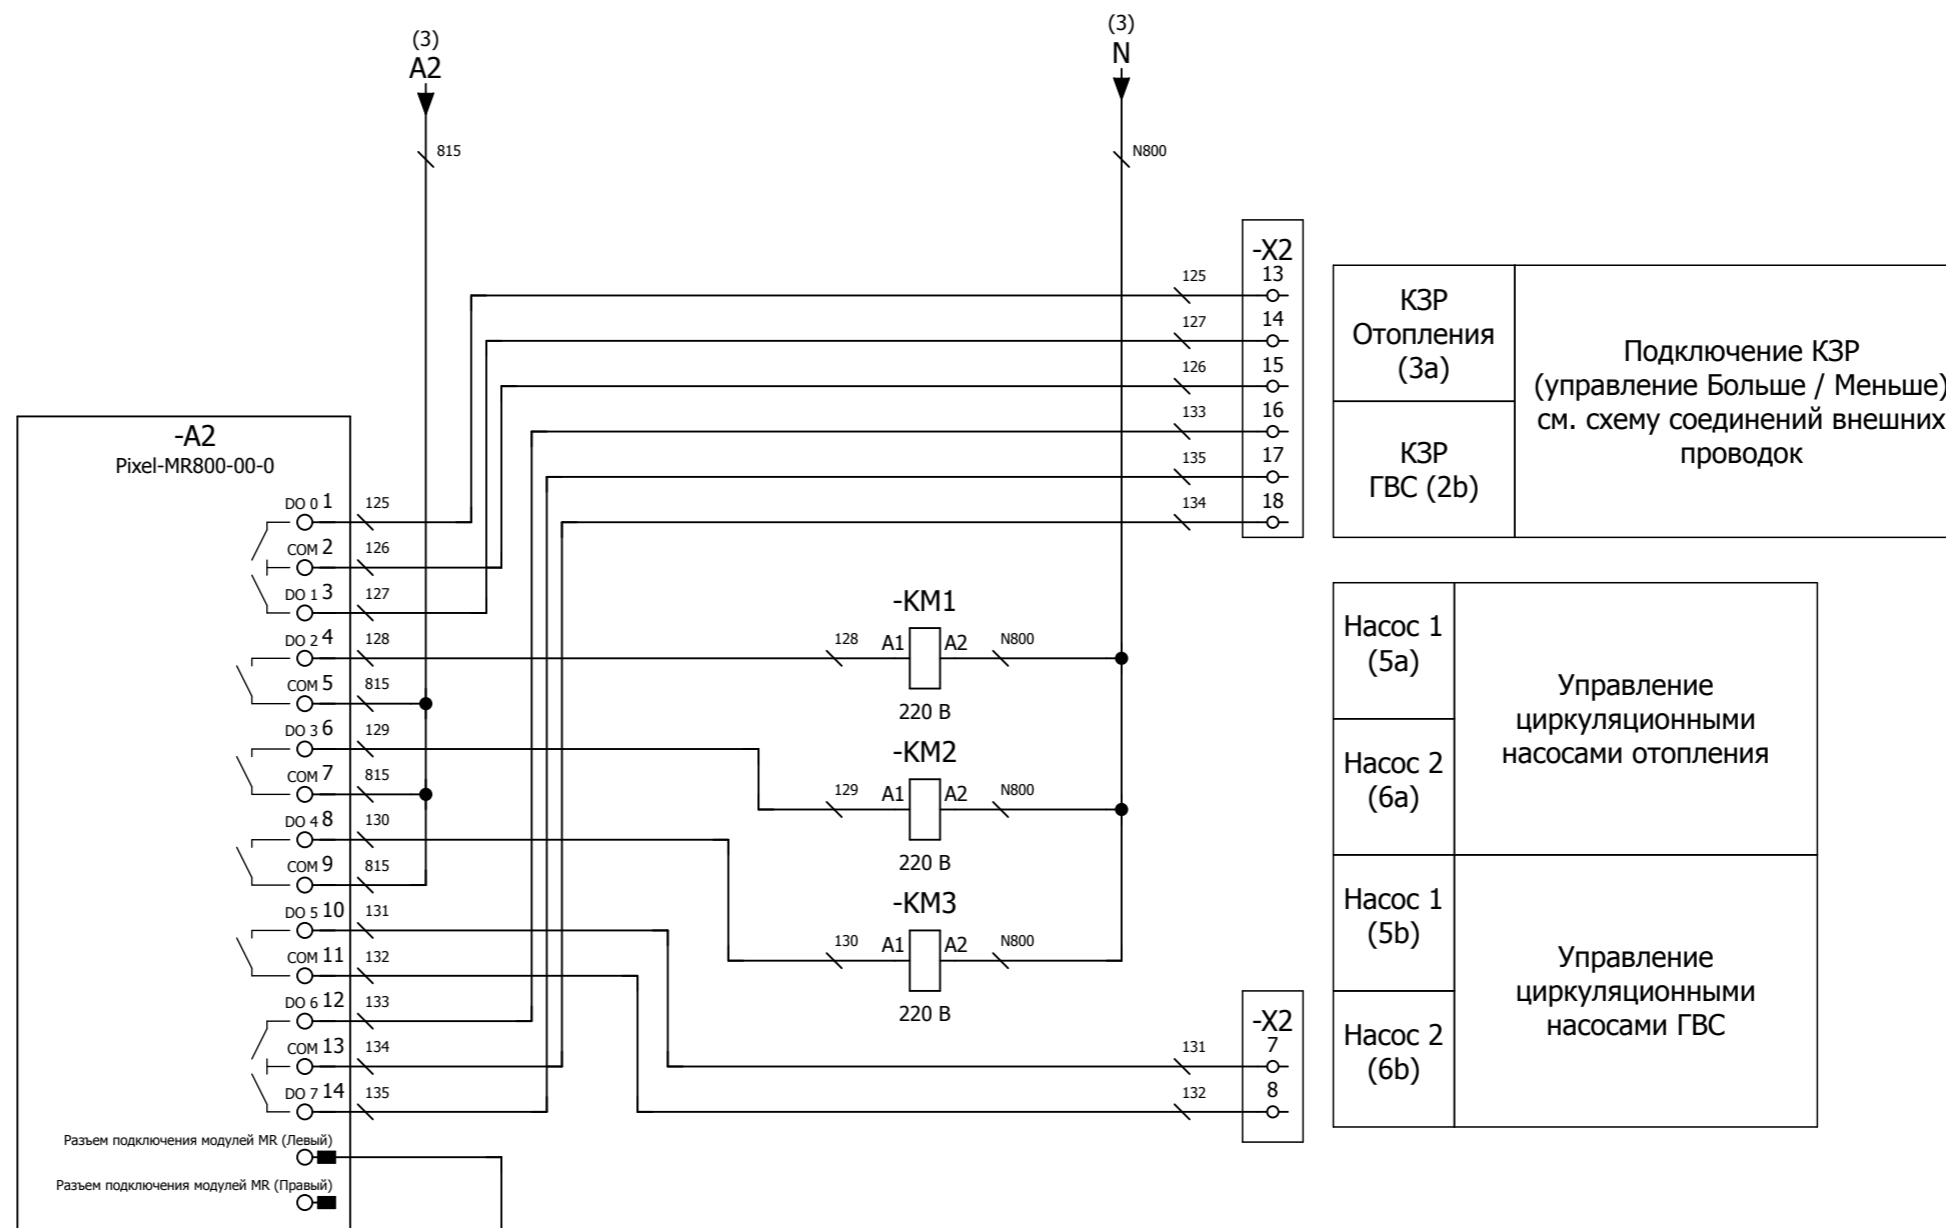 (3)
A2
815
(3)
N
N800
-X2
125 13
127 14
126 15
133 16
135 17
134 18
КЗР
Отопления
(3a)
КЗР
ГВС (2b)
Подключение КЗР
(управление Больше / Меньше)
см. схему соединений внешних
проводок
-A2
Pixel-MR800-00-0
DO 0 1 125
COM 2 126
DO 1 3 127
DO 2 4 128
COM 5 815
DO 3 6 129
COM 7 815
DO 4 8 130
COM 9 815
DO 5 10 131
COM 11 132
DO 6 12 133
COM 13 134
DO 7 14 135
Разъем подключения модулей MR (Левый)
Разъем подключения модулей MR (Правый)
-KM1
128 A1 A2 N800
220 В
-KM2
129 A1 A2 N800
220 В
-KM3
130 A1 A2 N800
220 В
-X2
131 7
132 8
Насос 1
(5a)
Насос 2
(6a)
Управление
циркуляционными
насосами отопления
Насос 1
(5b)
Насос 2
(6b)
Управление
циркуляционными
насосами ГВС